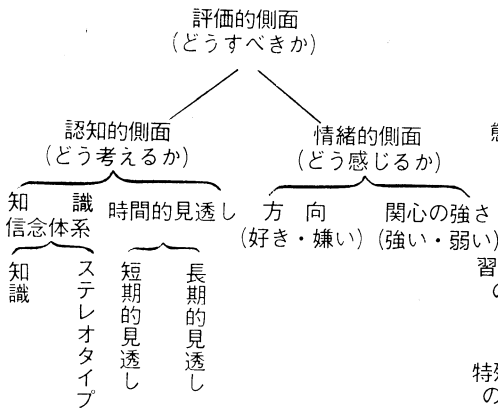 評価的側面
(どうすべきか)
認知的側面
(どう考えるか)
情緒的側面
(どう感じるか)
知識
信念体系
時間的見透し
方向
(好き・嫌い)
関心の強さ
(強い・弱い)
知識
ステレオタイプ
短期的見透し
長期的見透し
習
の
特殊
の